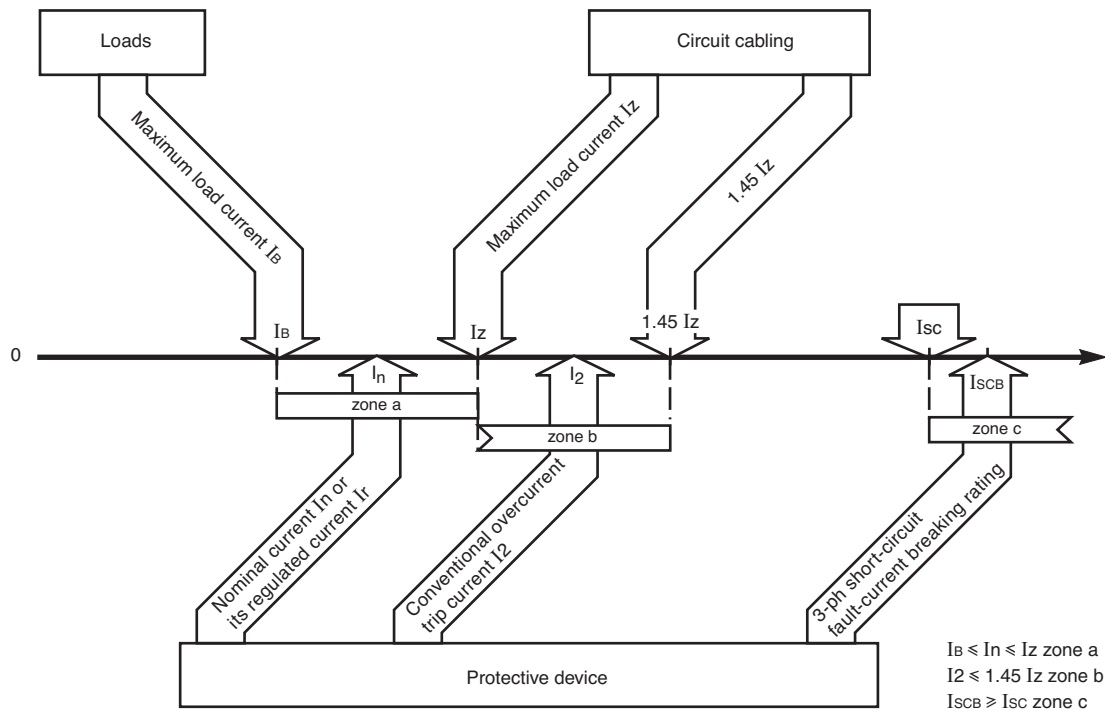 Loads
Circuit cabling
Maximum load current IB
Maximum load current Iz
1.45 Iz
0
IB
Iz
1.45 Iz
Isc
In
I2
ISCB
zone a
zone b
zone c
Nominal current In or
its regulated current Ir
Conventional overcurrent
trip current I2
3-ph short-circuit
fault-current breaking rating
Protective device
IB ⩽ In ⩽ Iz zone a
I2 ⩽ 1.45 Iz zone b
ISCB ⩾ ISC zone c